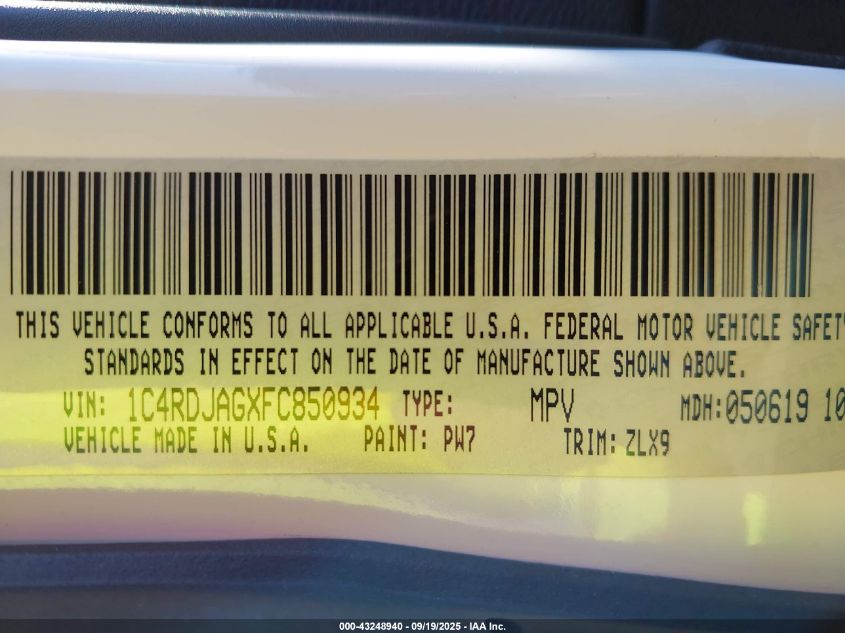 THIS VEHICLE CONFORMS TO ALL APPLICABLE U.S.A. FEDERAL MOTOR VEHICLE SAFETY
STANDARDS IN EFFECT ON THE DATE OF MANUFACTURE SHOWN ABOVE.
VIN: 1C4RDJAGXFC850934 TYPE: MPV MDH:050619 10
VEHICLE MADE IN U.S.A. PAINT: PW7 TRIM: ZLX9
000-43248940 - 09/19/2025 - IAA Inc.